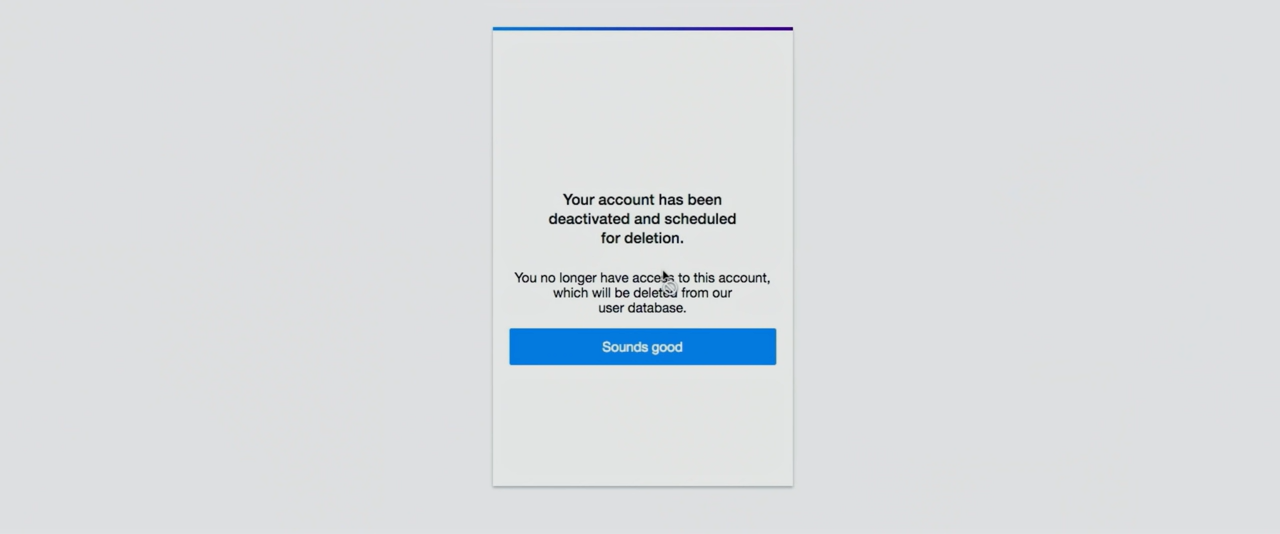 Your account has been
deactivated and scheduled
for deletion.
You no longer have access to this account,
which will be deleted from our
user database.
Sounds good